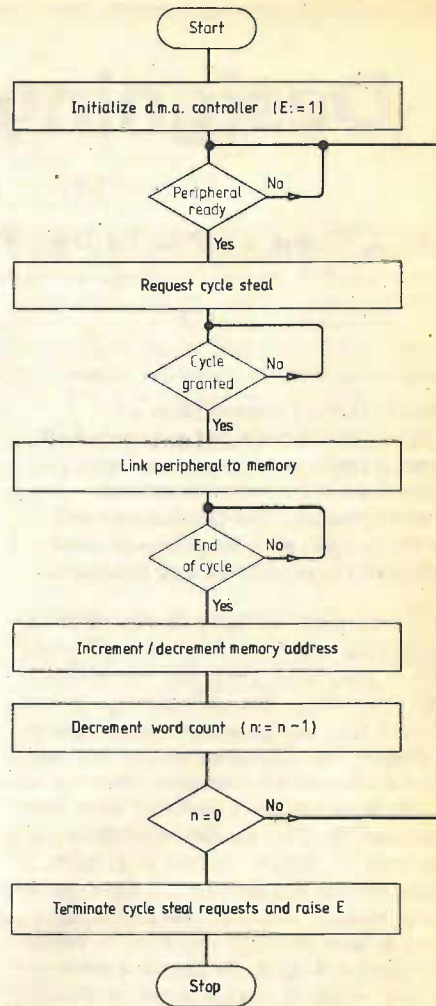 Start
Initialize d.m.a. controller (E:=1)
Peripheral
ready
No
Yes
Request cycle steal
Cycle
granted
No
Yes
Link peripheral to memory
End
of cycle
No
Yes
Increment / decrement memory address
Decrement word count (n:= n-1)
n = 0
No
Terminate cycle steal requests and raise E
Stop